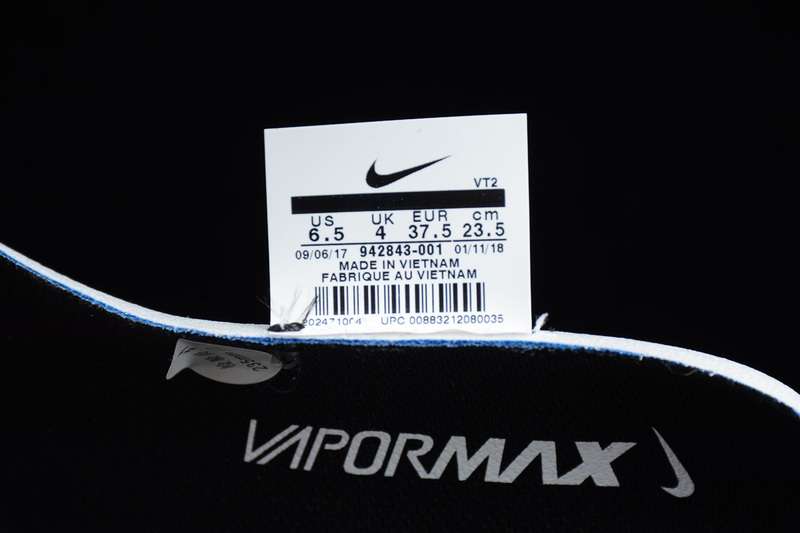 VT2
US UK EUR cm
6.5 4 37.5 23.5
09/06/17 942843-001 01/11/18
MADE IN VIETNAM
FABRIQUE AU VIETNAM
UPC 00883212080035
235mm
VAPORMAX